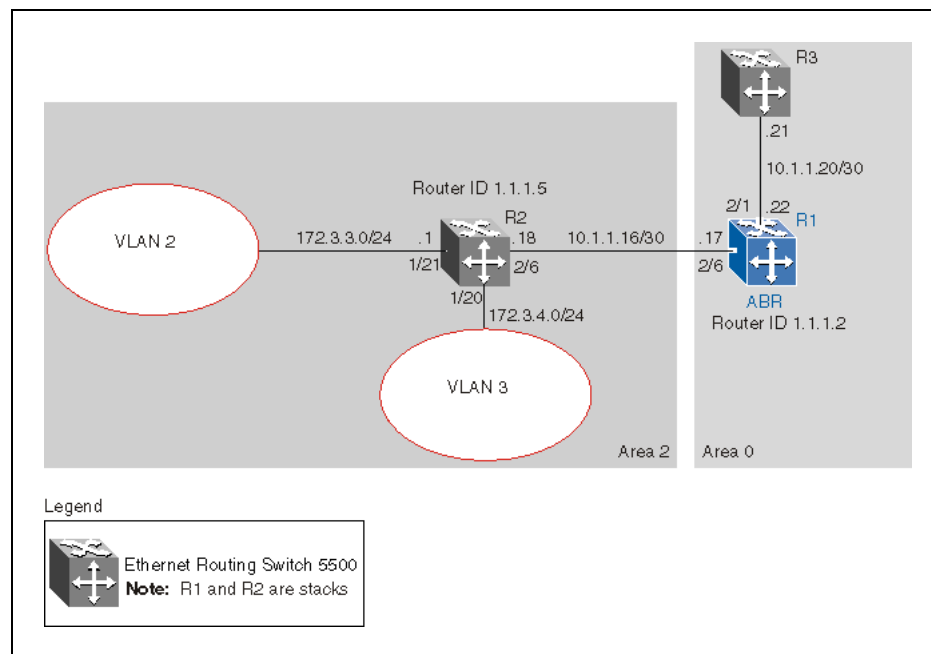 R3
.21
10.1.1.20/30
Router ID 1.1.1.5
2/1 .22
R2
R1
VLAN 2
172.3.3.0/24 .1
.18 10.1.1.16/30 .17
1/21
2/6
2/6
1/20
ABR
172.3.4.0/24
Router ID 1.1.1.2
VLAN 3
Area 2
Area 0
Legend
Ethernet Routing Switch 5500
Note: R1 and R2 are stacks